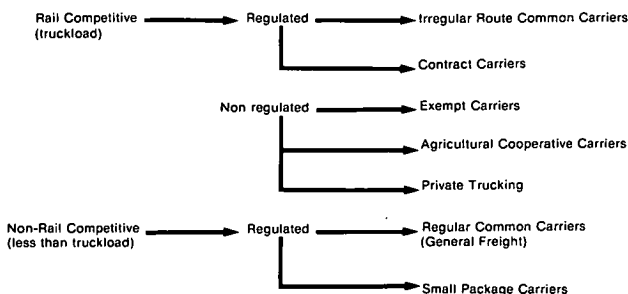 Rail Competitive Regulated Irregular Route Common Carriers
(truckload)
Contract Carriers
Non regulated Exempt Carriers
Agricultural Cooperative Carriers
Private Trucking
Non-Rail Competitive Regulated Regular Common Carriers
(less than truckload) (General Freight)
Small Package Carriers